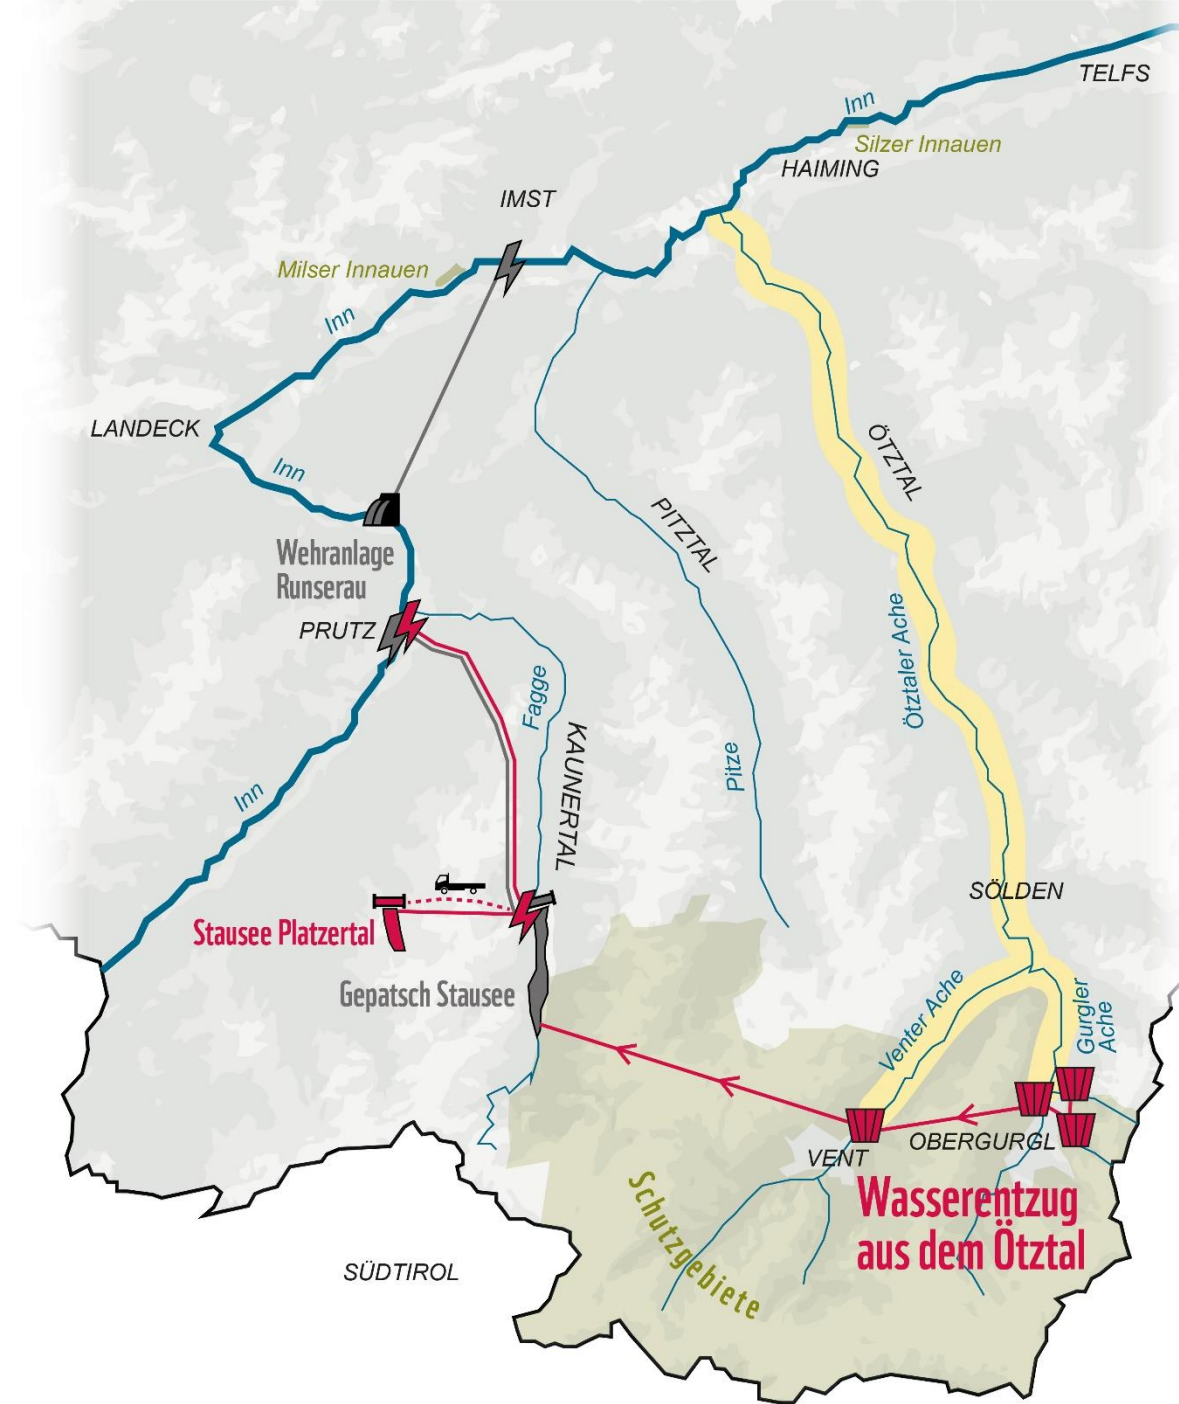 TELFS
Inn
Silzer Innauen
HAIMING
IMST
Milser Innauen
Inn
LANDECK
Inn
ÖTZTAL
PITZTAL
Wehranlage
Runserau
PRUTZ
Ötztaler Ache
Fagge
KAUNERTAL
Pitze
Inn
SÖLDEN
Stausee Platzertal
Gepatsch Stausee
Venter Ache
Gurgler
Ache
OBERGURGL
VENT
Wasserentzug
aus dem Ötztal
Schutzgebiete
SÜDTIROL